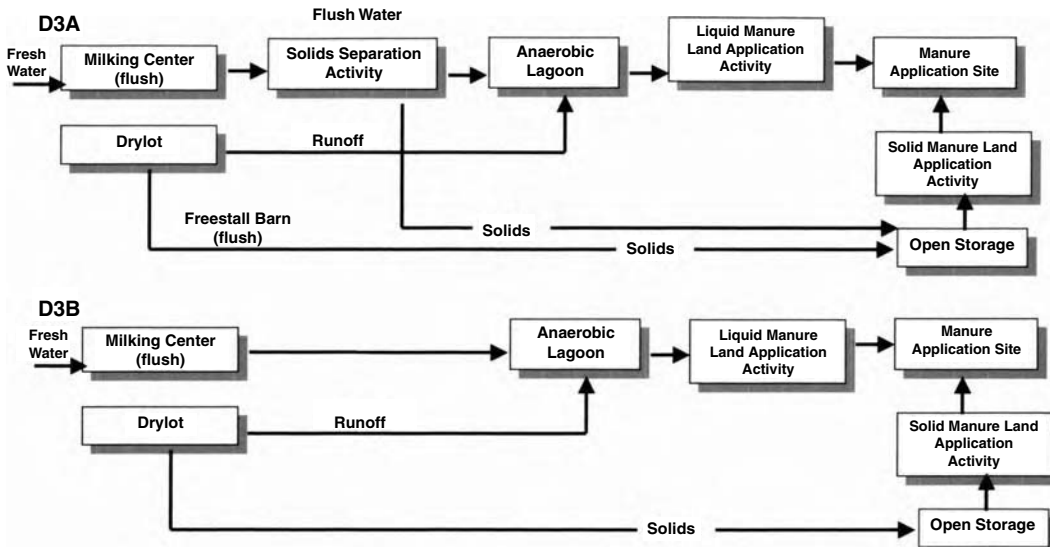 D3A
Flush Water
Fresh
Water
Milking Center
(flush)
Solids Separation
Activity
Anaerobic
Lagoon
Liquid Manure
Land Application
Activity
Manure
Application Site
Drylot
Runoff
Solid Manure Land
Application
Activity
Freestall Barn
(flush)
Solids
Solids
Open Storage
D3B
Fresh
Water
Milking Center
(flush)
Anaerobic
Lagoon
Liquid Manure
Land Application
Activity
Manure
Application Site
Drylot
Runoff
Solid Manure Land
Application
Activity
Solids
Open Storage